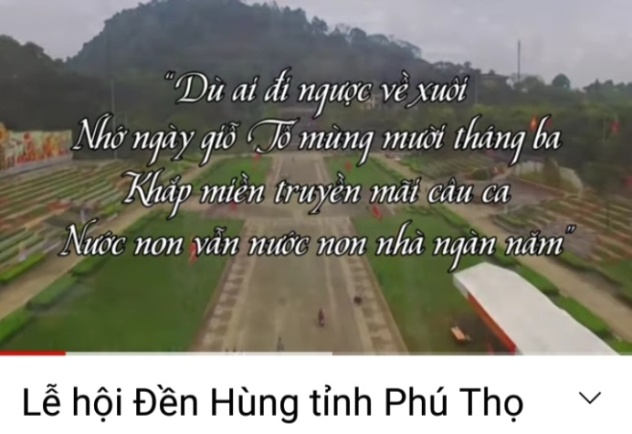 "Dù ai đi ngược về xuôi
Nhớ ngày giỗ Tổ mùng mười tháng ba
Khắp miền truyền mãi câu ca
Nước non vẫn nước non nhà ngàn năm"
Lễ hội Đền Hùng tỉnh Phú Thọ